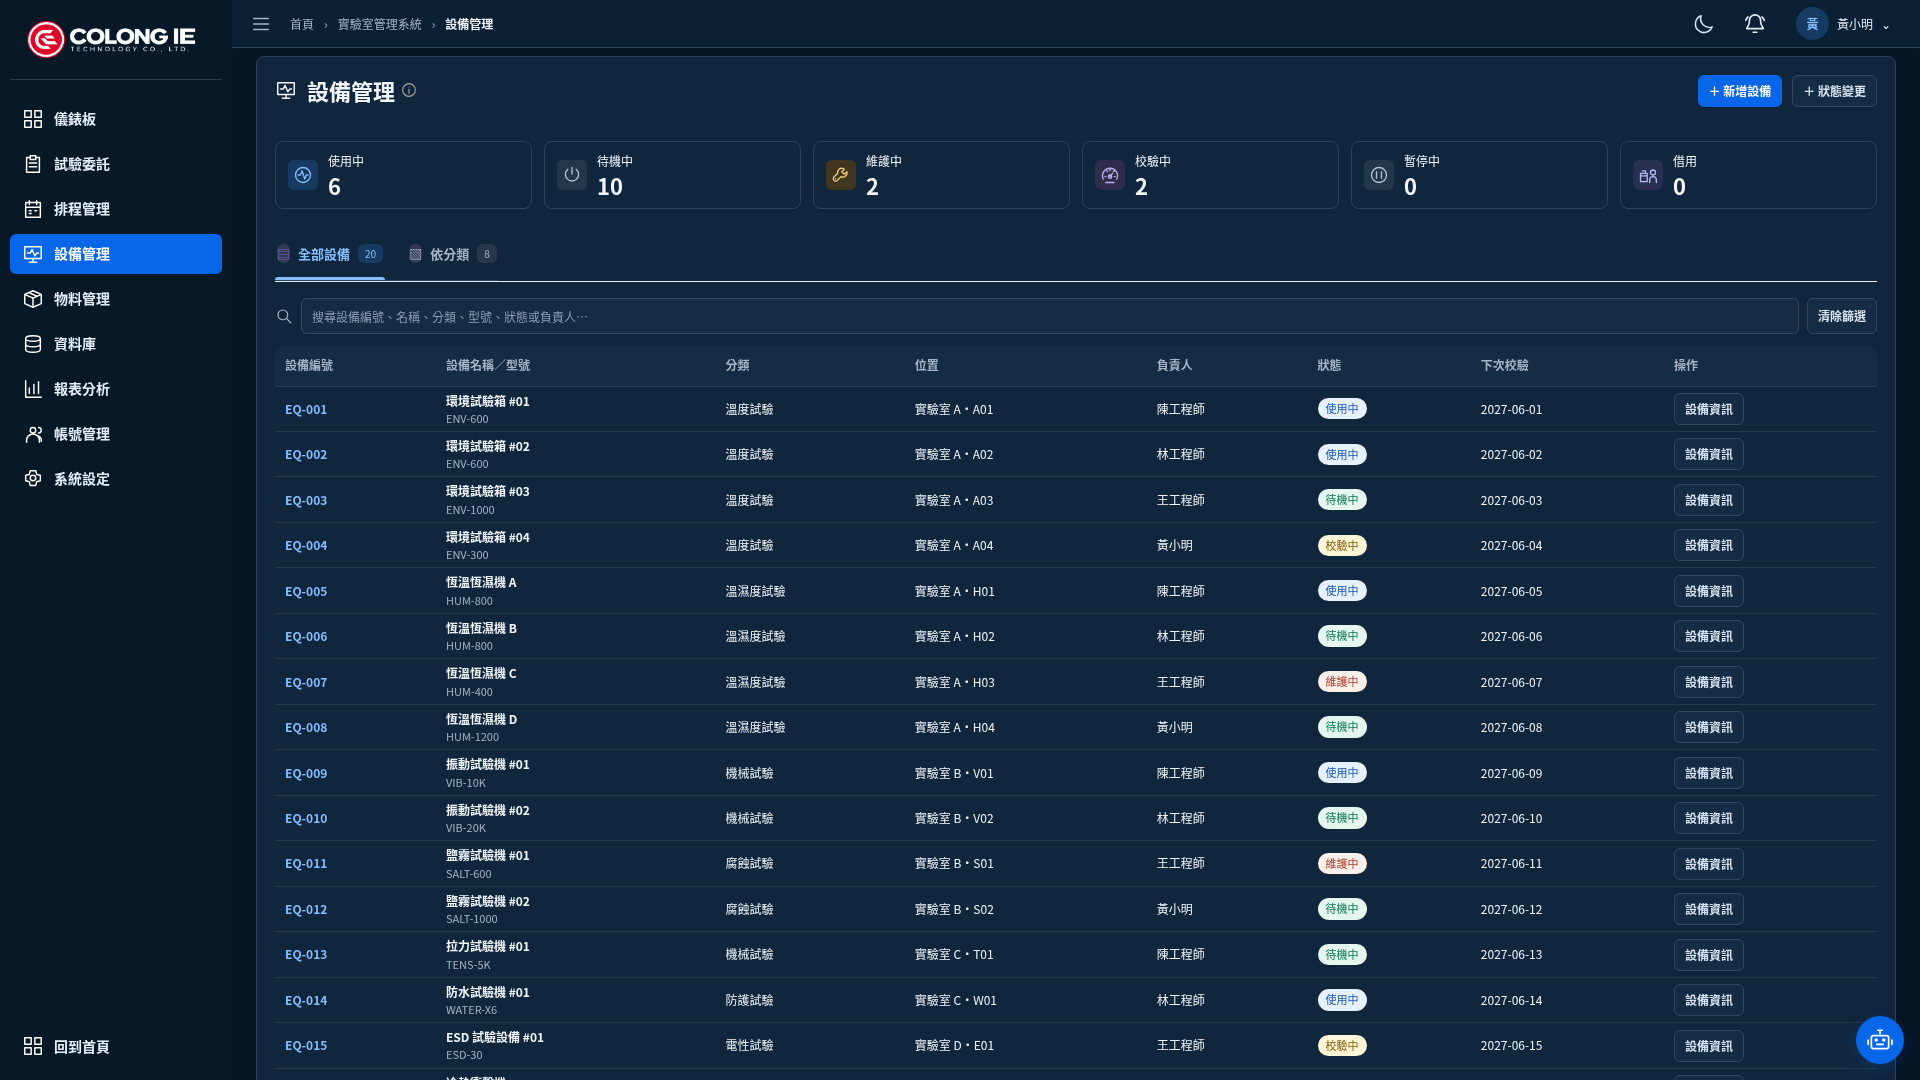 COLONG IE
TECHNOLOGY CO., LTD.
首頁 › 實驗室管理系統 › 設備管理
黃 黃小明
儀錶板
試驗委託
排程管理
設備管理
物料管理
資料庫
報表分析
帳號管理
系統設定
回到首頁
設備管理
+ 新增設備
+ 狀態變更
使用中
6
待機中
10
維護中
2
校驗中
2
暫停中
0
借用
0
全部設備 20
依分類 8
搜尋設備編號、名稱、分類、型號、狀態或負責人…
清除篩選
設備編號 設備名稱／型號 分類 位置 負責人 狀態 下次校驗 操作
EQ-001 環境試驗箱 #01 溫度試驗 實驗室 A・A01 陳工程師 使用中 2027-06-01 設備資訊
ENV-600
EQ-002 環境試驗箱 #02 溫度試驗 實驗室 A・A02 林工程師 使用中 2027-06-02 設備資訊
ENV-600
EQ-003 環境試驗箱 #03 溫度試驗 實驗室 A・A03 王工程師 待機中 2027-06-03 設備資訊
ENV-1000
EQ-004 環境試驗箱 #04 溫度試驗 實驗室 A・A04 黃小明 校驗中 2027-06-04 設備資訊
ENV-300
EQ-005 恆溫恆濕機 A 溫濕度試驗 實驗室 A・H01 陳工程師 使用中 2027-06-05 設備資訊
HUM-800
EQ-006 恆溫恆濕機 B 溫濕度試驗 實驗室 A・H02 林工程師 待機中 2027-06-06 設備資訊
HUM-800
EQ-007 恆溫恆濕機 C 溫濕度試驗 實驗室 A・H03 王工程師 維護中 2027-06-07 設備資訊
HUM-400
EQ-008 恆溫恆濕機 D 溫濕度試驗 實驗室 A・H04 黃小明 待機中 2027-06-08 設備資訊
HUM-1200
EQ-009 振動試驗機 #01 機械試驗 實驗室 B・V01 陳工程師 使用中 2027-06-09 設備資訊
VIB-10K
EQ-010 振動試驗機 #02 機械試驗 實驗室 B・V02 林工程師 待機中 2027-06-10 設備資訊
VIB-20K
EQ-011 鹽霧試驗機 #01 腐蝕試驗 實驗室 B・S01 王工程師 維護中 2027-06-11 設備資訊
SALT-600
EQ-012 鹽霧試驗機 #02 腐蝕試驗 實驗室 B・S02 黃小明 待機中 2027-06-12 設備資訊
SALT-1000
EQ-013 拉力試驗機 #01 機械試驗 實驗室 C・T01 陳工程師 待機中 2027-06-13 設備資訊
TENS-5K
EQ-014 防水試驗機 #01 防護試驗 實驗室 C・W01 林工程師 使用中 2027-06-14 設備資訊
WATER-X6
EQ-015 ESD 試驗設備 #01 電性試驗 實驗室 D・E01 王工程師 校驗中 2027-06-15 設備資訊
ESD-30